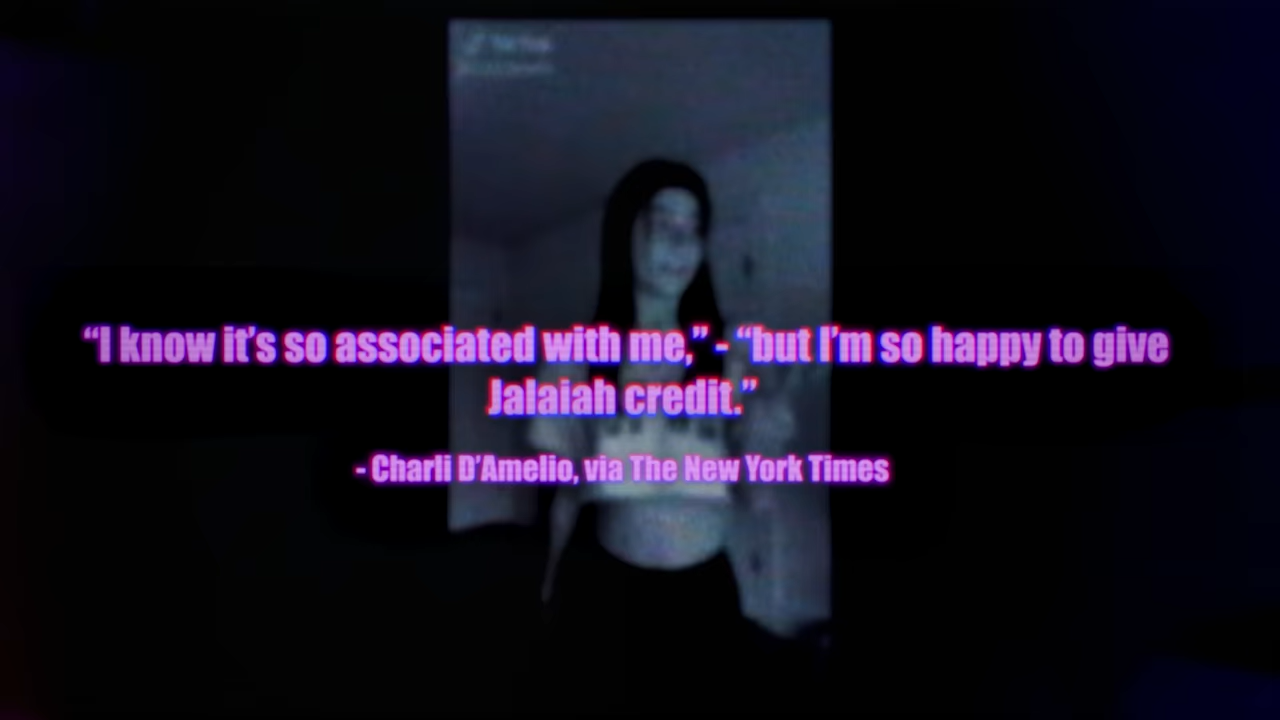 “I know it’s so associated with me,” - “but I’m so happy to give
Jalaiah credit.”
- Charli D’Amelio, via The New York Times